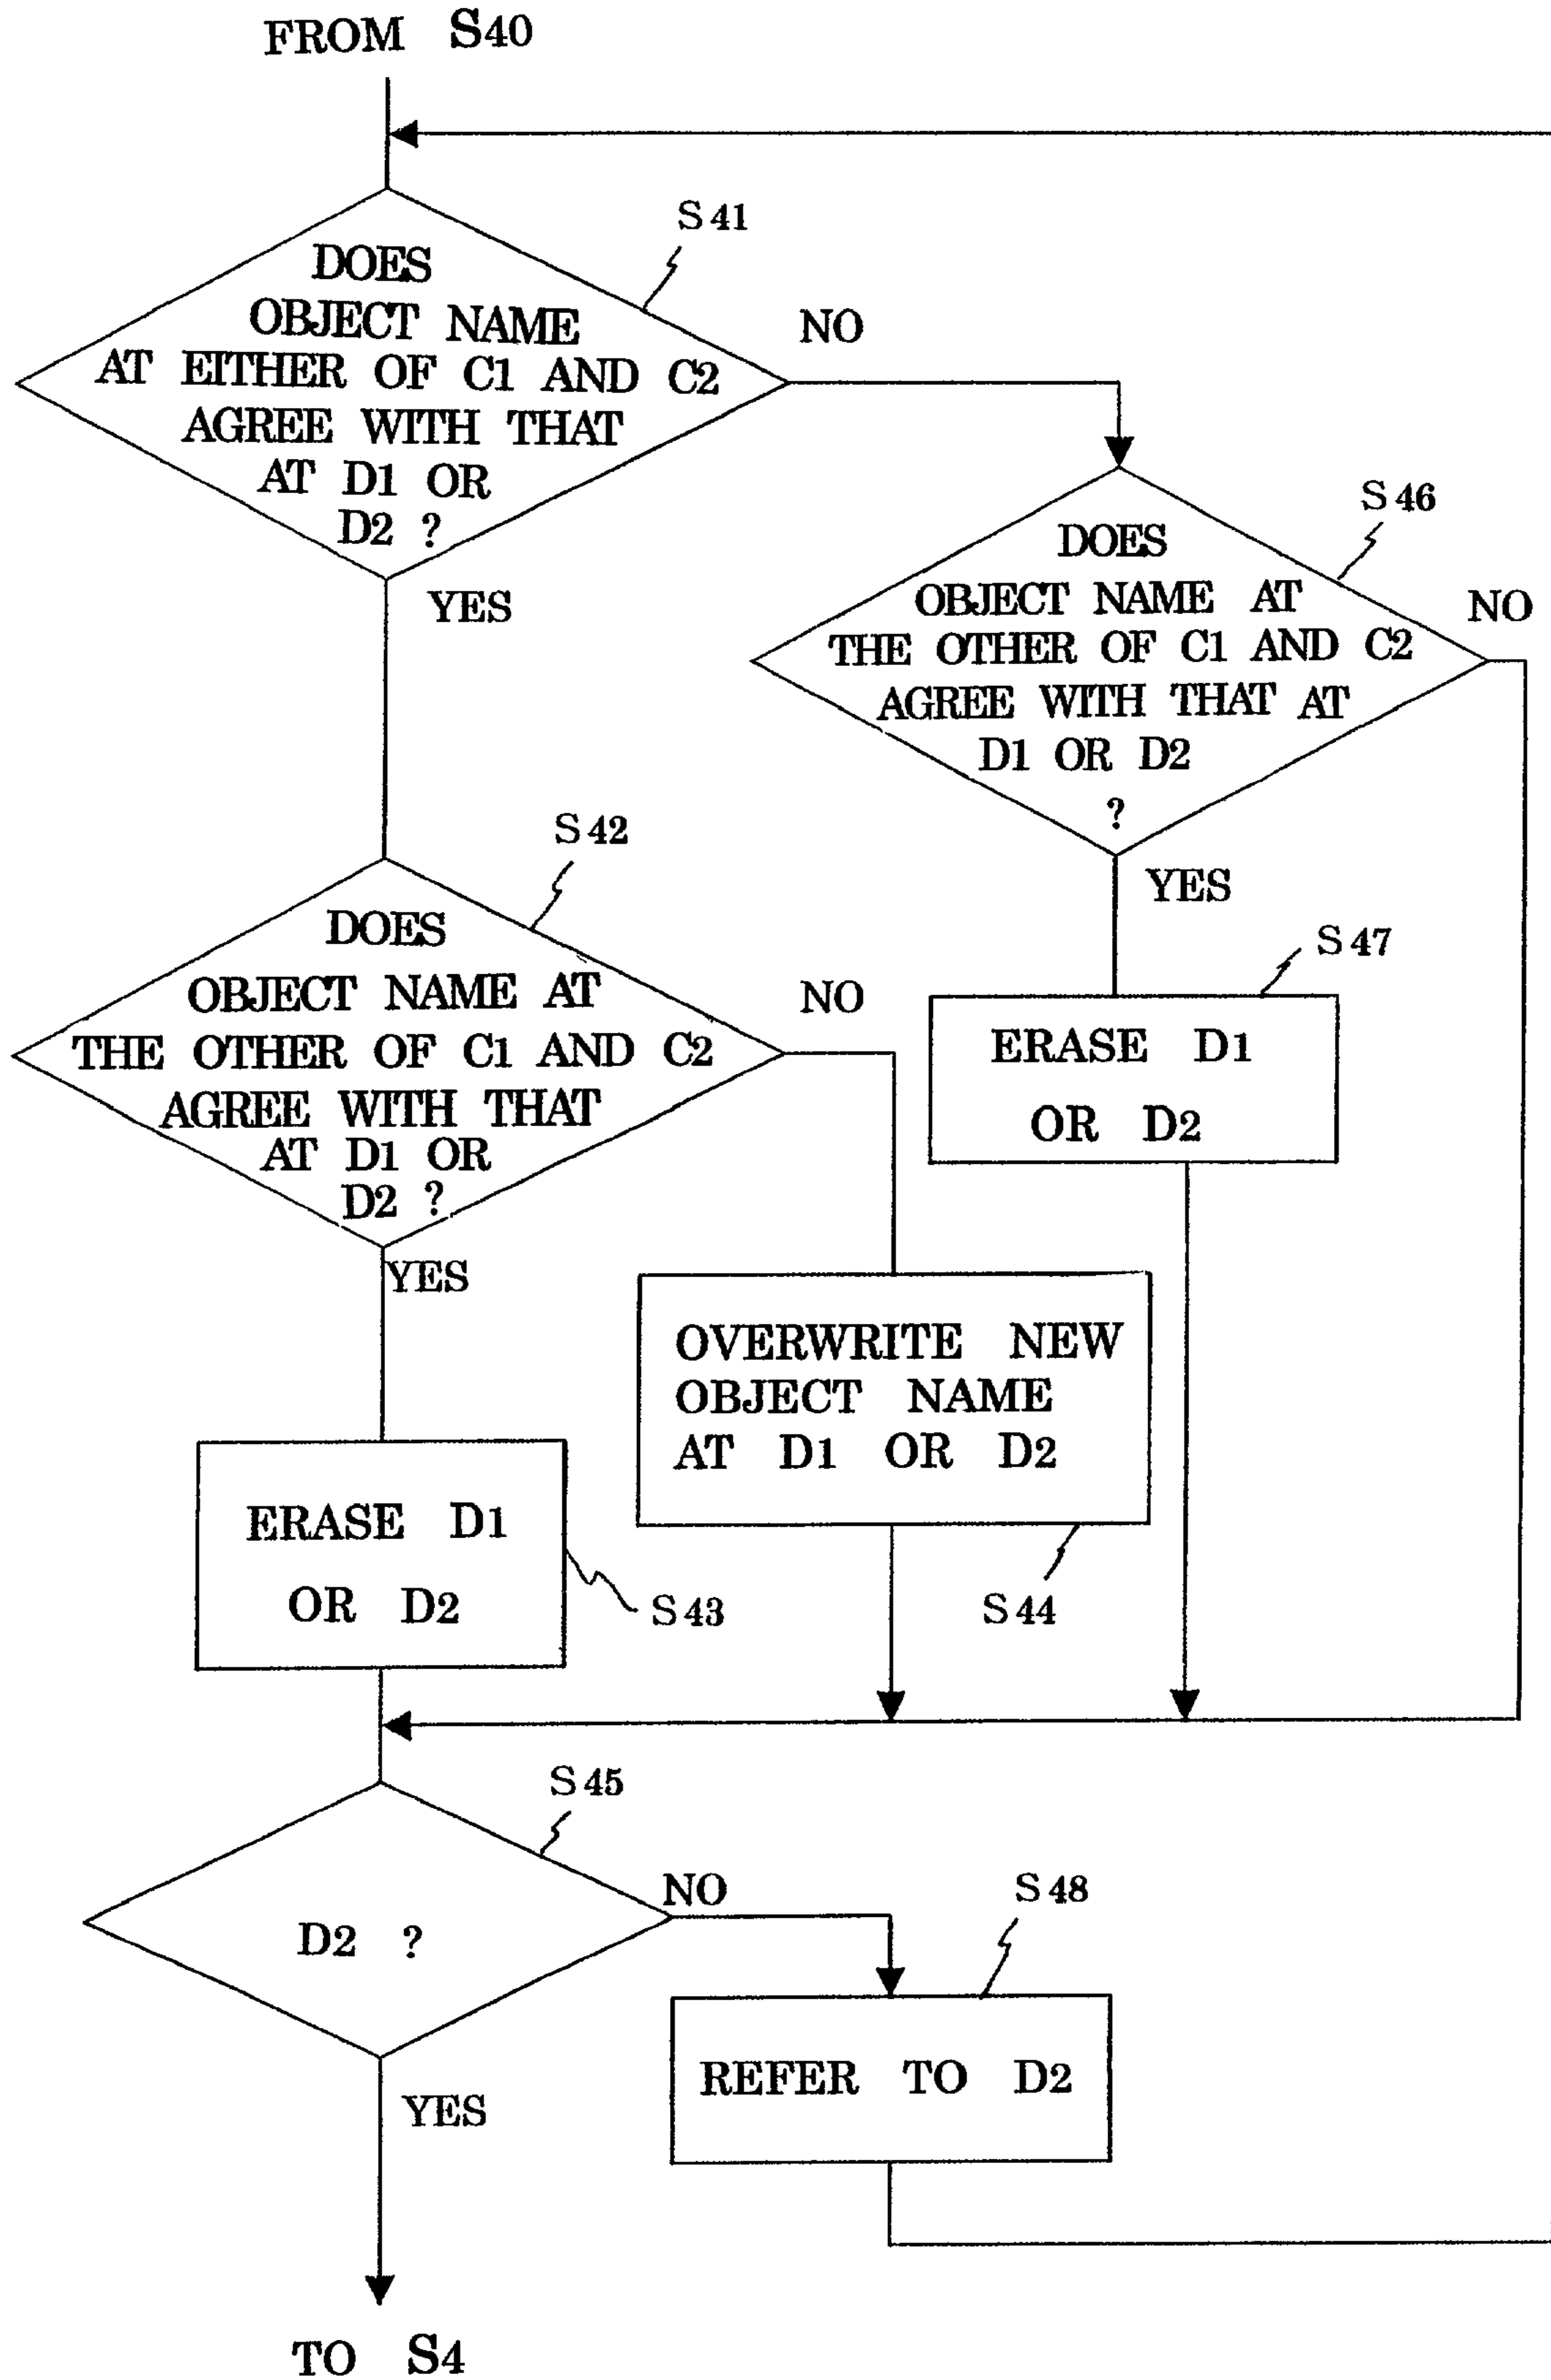 FROM S40
S41
DOES
OBJECT NAME
AT EITHER OF C1 AND C2
AGREE WITH THAT
AT D1 OR
D2 ?
NO
YES
S46
DOES
OBJECT NAME AT
THE OTHER OF C1 AND C2
AGREE WITH THAT AT
D1 OR D2
?
NO
YES
S42
DOES
OBJECT NAME AT
THE OTHER OF C1 AND C2
AGREE WITH THAT
AT D1 OR
D2 ?
NO
YES
S47
ERASE D1
OR D2
OVERWRITE NEW
OBJECT NAME
AT D1 OR D2
S44
ERASE D1
OR D2
S43
S45
D2 ?
NO
YES
S48
REFER TO D2
TO S4